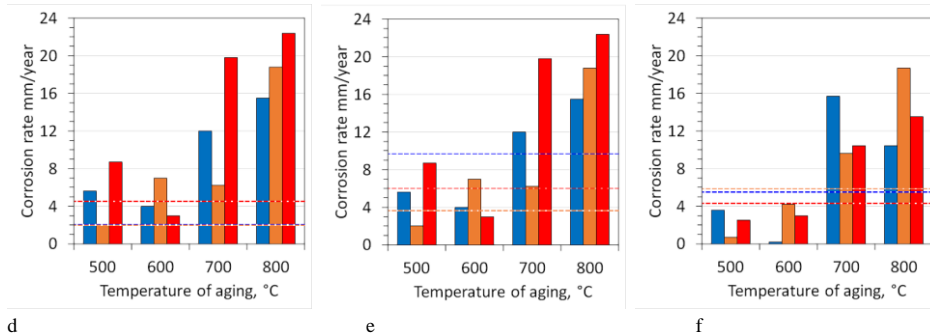 24
20
16
12
8
4
0
Corrosion rate mm/year
500 600 700 800
Temperature of aging, °C
d
24
20
16
12
8
4
0
Corrosion rate mm/year
500 600 700 800
Temperature of aging, °C
e
24
20
16
12
8
4
0
Corrosion rate mm/year
500 600 700 800
Temperature of aging, °C
f